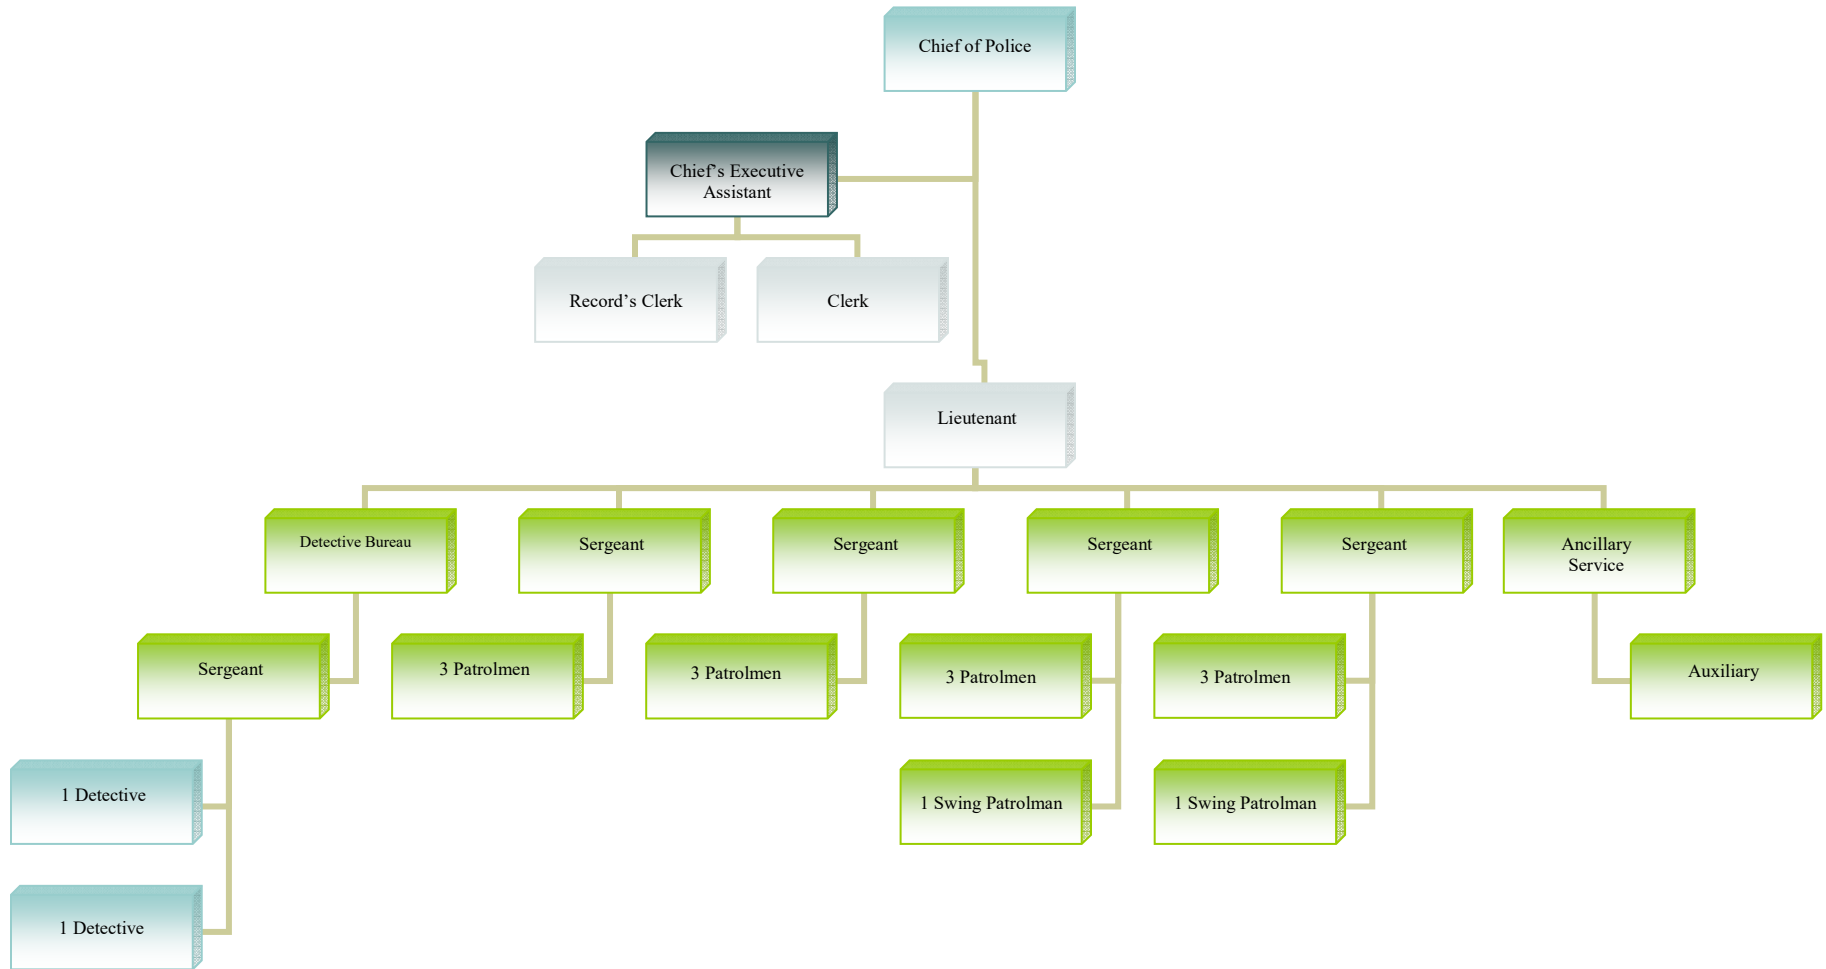 Chief of Police
Chief’s Executive
Assistant
Record’s Clerk
Clerk
Lieutenant
Detective Bureau
Sergeant
Sergeant
Sergeant
Sergeant
Ancillary
Service
Sergeant
3 Patrolmen
3 Patrolmen
3 Patrolmen
3 Patrolmen
Auxiliary
1 Detective
1 Swing Patrolman
1 Swing Patrolman
1 Detective